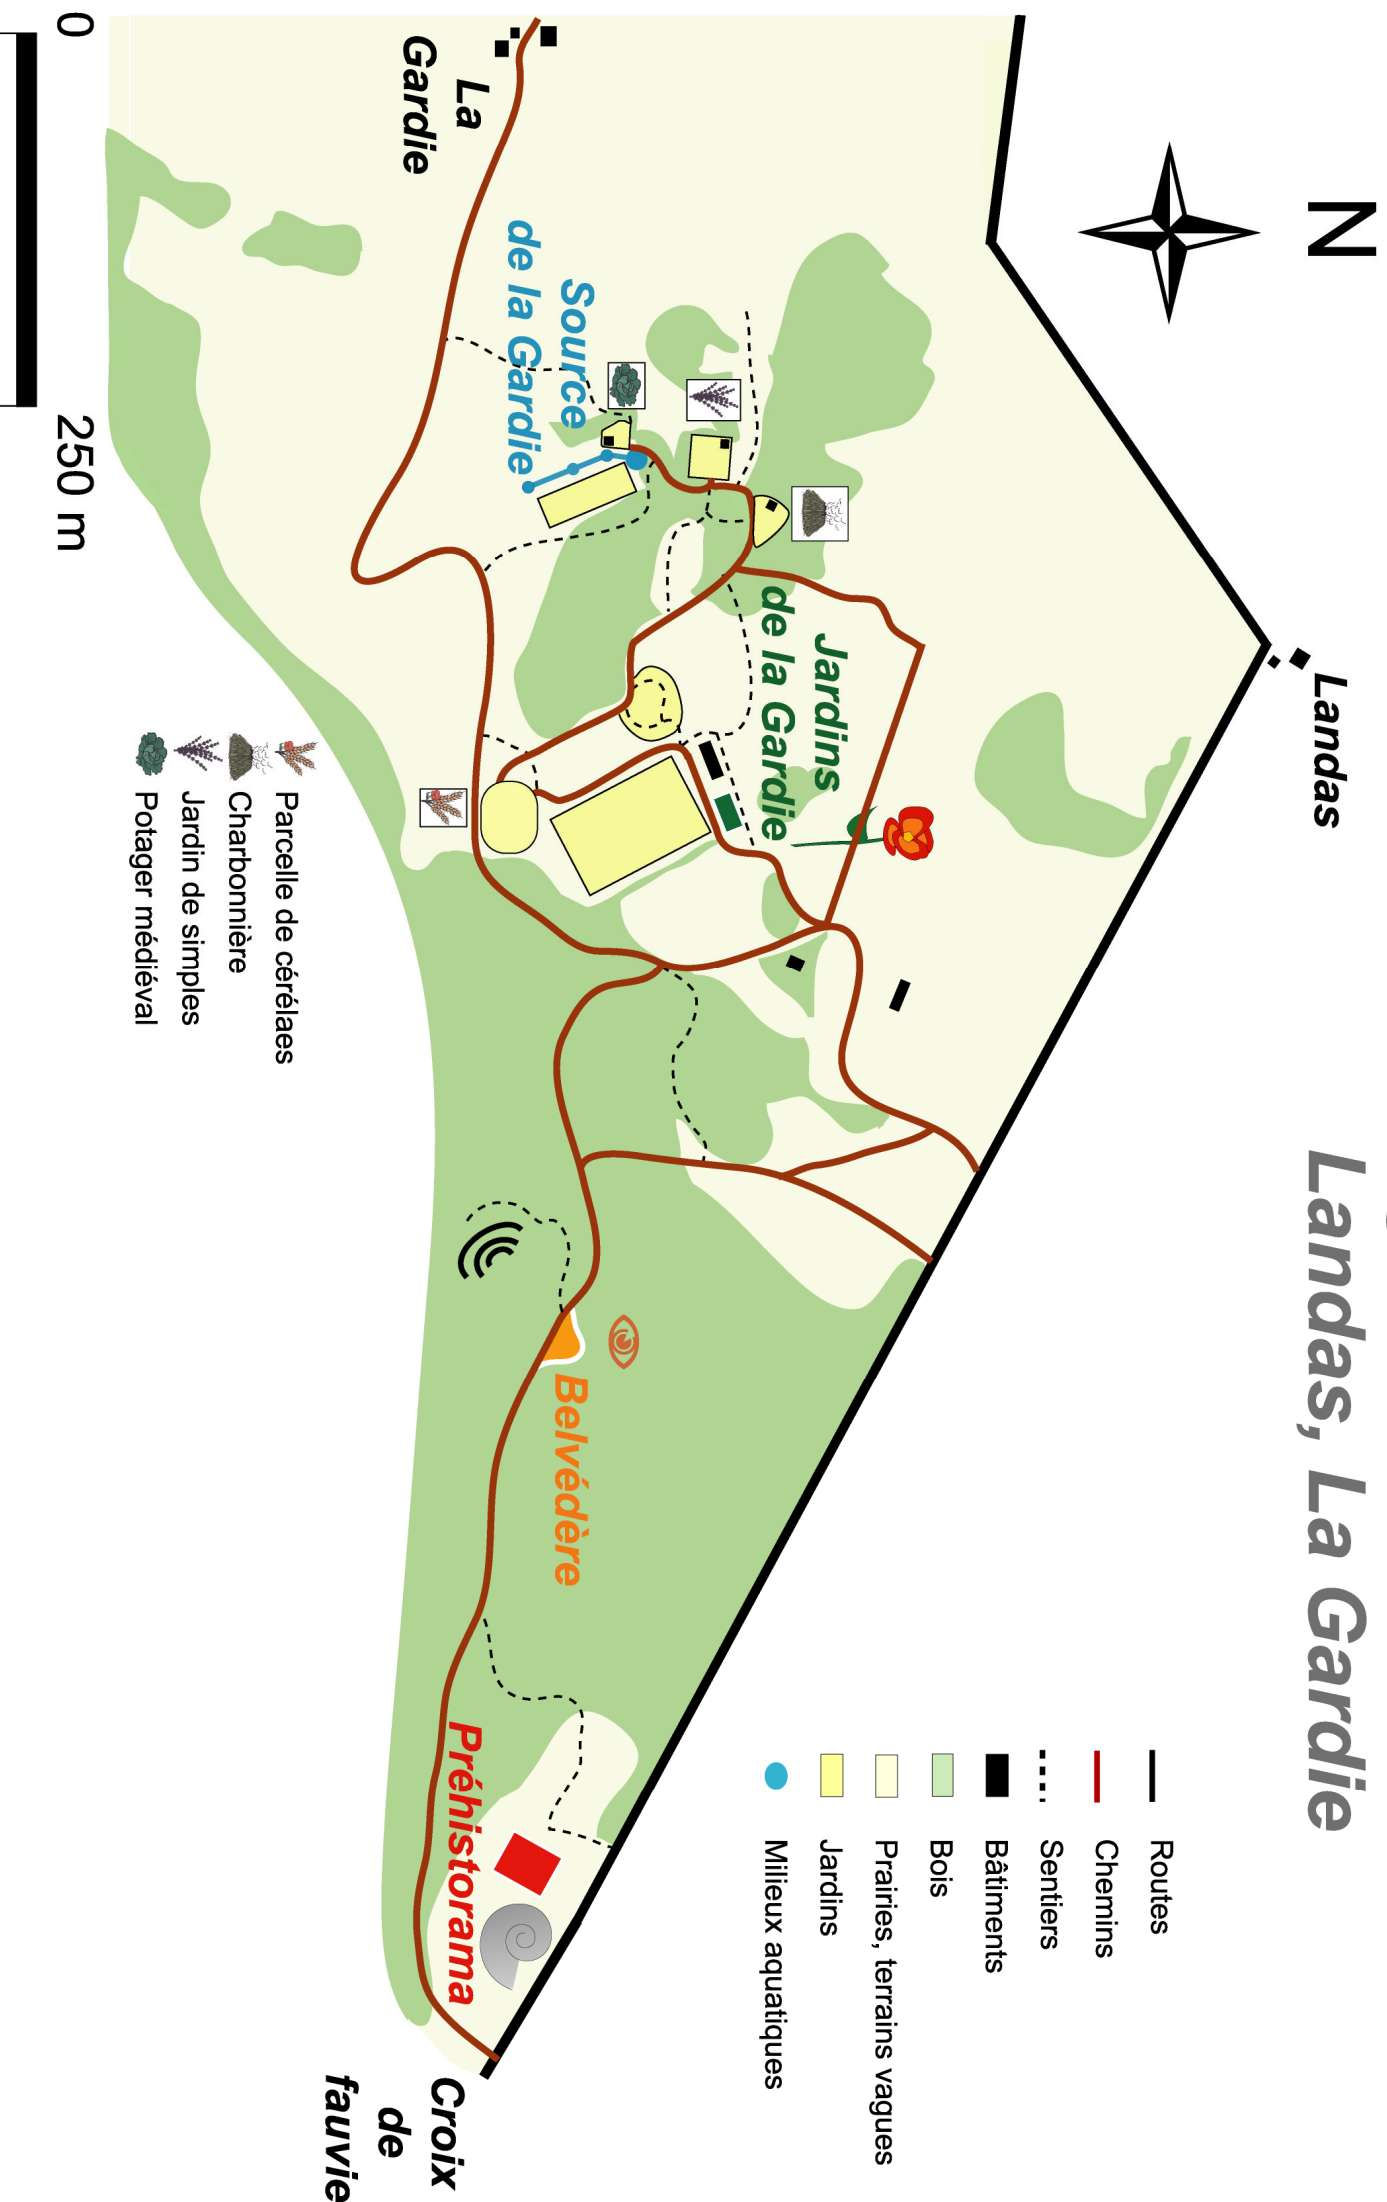 N
Landas, La Gardie
Landas
Routes
Chemins
Sentiers
Bâtiments
Bois
Prairies, terrains vagues
Jardins
Milieux aquatiques
Jardins
de la Gardie
Source
de la Gardie
La
Gardie
Belvédère
Préhistorama
Croix
de
fauvie
Parcelle de cérélaes
Charbonnière
Jardin de simples
Potager médiéval
0
250 m